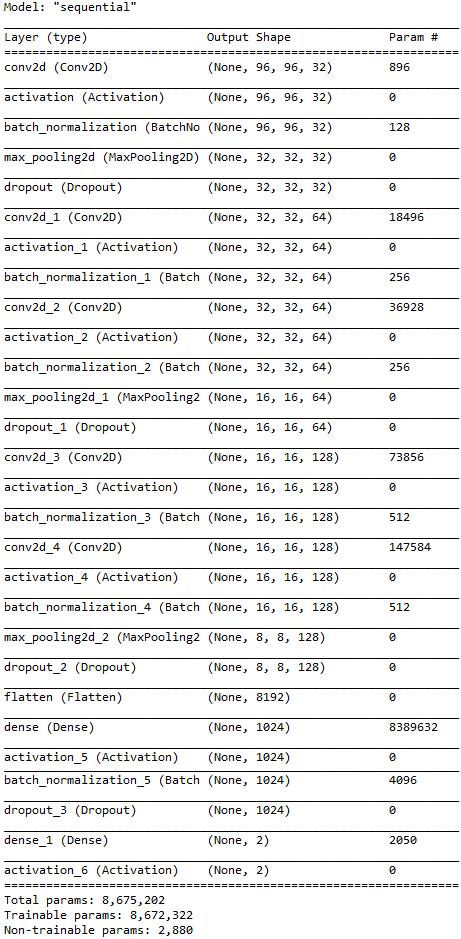 Model: "sequential"
Layer (type) Output Shape Param #
conv2d (Conv2D) (None, 96, 96, 32) 896
activation (Activation) (None, 96, 96, 32) 0
batch_normalization (BatchNo (None, 96, 96, 32) 128
max_pooling2d (MaxPooling2D) (None, 32, 32, 32) 0
dropout (Dropout) (None, 32, 32, 32) 0
conv2d_1 (Conv2D) (None, 32, 32, 64) 18496
activation_1 (Activation) (None, 32, 32, 64) 0
batch_normalization_1 (Batch (None, 32, 32, 64) 256
conv2d_2 (Conv2D) (None, 32, 32, 64) 36928
activation_2 (Activation) (None, 32, 32, 64) 0
batch_normalization_2 (Batch (None, 32, 32, 64) 256
max_pooling2d_1 (MaxPooling2 (None, 16, 16, 64) 0
dropout_1 (Dropout) (None, 16, 16, 64) 0
conv2d_3 (Conv2D) (None, 16, 16, 128) 73856
activation_3 (Activation) (None, 16, 16, 128) 0
batch_normalization_3 (Batch (None, 16, 16, 128) 512
conv2d_4 (Conv2D) (None, 16, 16, 128) 147584
activation_4 (Activation) (None, 16, 16, 128) 0
batch_normalization_4 (Batch (None, 16, 16, 128) 512
max_pooling2d_2 (MaxPooling2 (None, 8, 8, 128) 0
dropout_2 (Dropout) (None, 8, 8, 128) 0
flatten (Flatten) (None, 8192) 0
dense (Dense) (None, 1024) 8389632
activation_5 (Activation) (None, 1024) 0
batch_normalization_5 (Batch (None, 1024) 4096
dropout_3 (Dropout) (None, 1024) 0
dense_1 (Dense) (None, 2) 2050
activation_6 (Activation) (None, 2) 0
Total params: 8,675,202
Trainable params: 8,672,322
Non-trainable params: 2,880